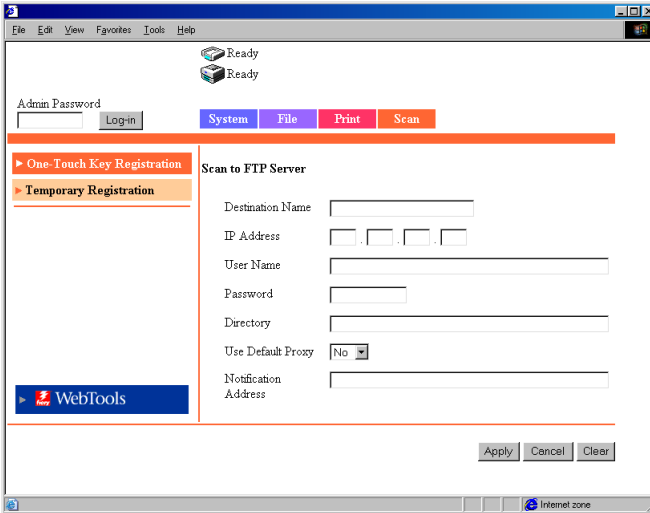 File Edit View Favorites Tools Help
Ready
Ready
Admin Password
Log-in
System File Print Scan
One-Touch Key Registration
Temporary Registration
Scan to FTP Server
Destination Name
IP Address . . .
User Name
Password
Directory
Use Default Proxy No
Notification
Address
fiery WebTools
Apply Cancel Clear
Internet zone